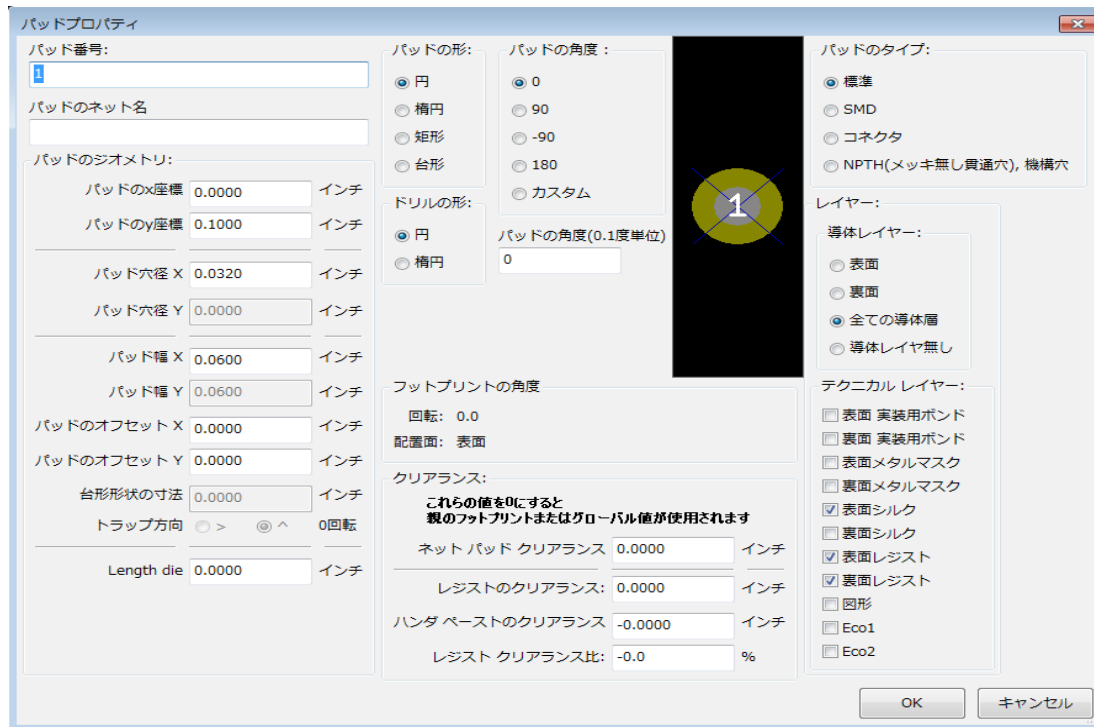 パッドプロパティ
パッド番号:
1
パッドのネット名
パッドのジオメトリ:
パッドのx座標 0.0000 インチ
パッドのy座標 0.1000 インチ
パッド穴径 X 0.0320 インチ
パッド穴径 Y 0.0000 インチ
パッド幅 X 0.0600 インチ
パッド幅 Y 0.0600 インチ
パッドのオフセット X 0.0000 インチ
パッドのオフセット Y 0.0000 インチ
台形形状の寸法 0.0000 インチ
トラップ方向 > ^ 0回転
Length die 0.0000 インチ
パッドの形:
円
楕円
矩形
台形
ドリルの形:
円
楕円
パッドの角度 :
0
90
-90
180
カスタム
パッドの角度(0.1度単位)
0
1
フットプリントの角度
回転: 0.0
配置面: 表面
クリアランス:
これらの値を0にすると
親のフットプリントまたはグローバル値が使用されます
ネット パッド クリアランス 0.0000 インチ
レジストのクリアランス: 0.0000 インチ
ハンダ ペーストのクリアランス -0.0000 インチ
レジスト クリアランス比: -0.0 %
パッドのタイプ:
標準
SMD
コネクタ
NPTH(メッキ無し貫通穴), 機構穴
レイヤー:
導体レイヤー:
表面
裏面
全ての導体層
導体レイヤ無し
テクニカル レイヤー:
表面 実装用ボンド
裏面 実装用ボンド
表面メタルマスク
裏面メタルマスク
表面シルク
裏面シルク
表面レジスト
裏面レジスト
図形
Eco1
Eco2
OK キャンセル